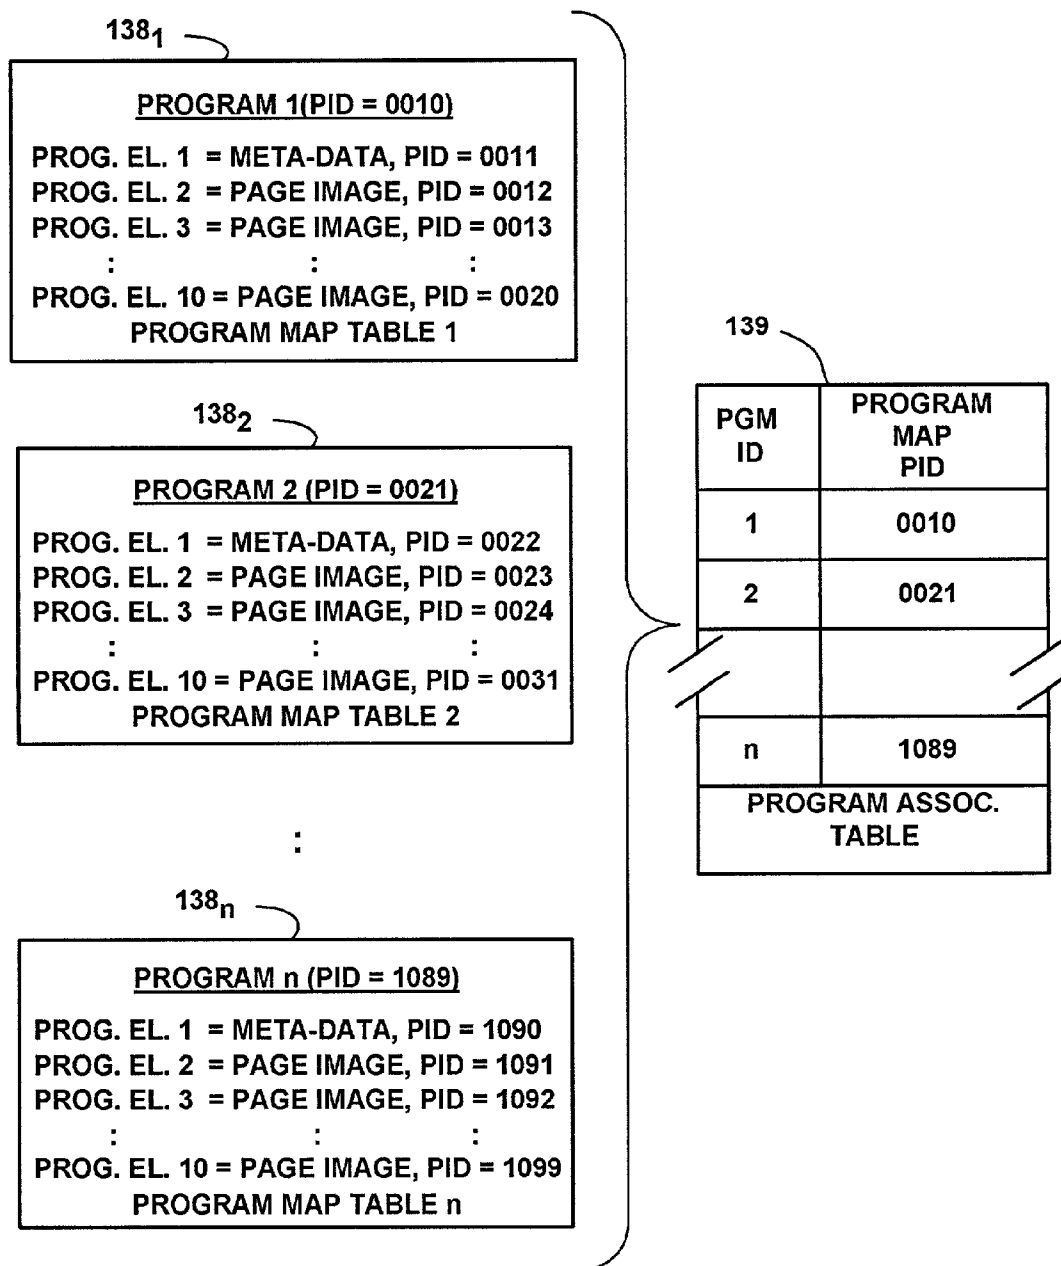 138₁
PROGRAM 1(PID = 0010)
PROG. EL. 1 = META-DATA, PID = 0011
PROG. EL. 2 = PAGE IMAGE, PID = 0012
PROG. EL. 3 = PAGE IMAGE, PID = 0013
: : :
PROG. EL. 10 = PAGE IMAGE, PID = 0020
PROGRAM MAP TABLE 1
138₂
PROGRAM 2 (PID = 0021)
PROG. EL. 1 = META-DATA, PID = 0022
PROG. EL. 2 = PAGE IMAGE, PID = 0023
PROG. EL. 3 = PAGE IMAGE, PID = 0024
: : :
PROG. EL. 10 = PAGE IMAGE, PID = 0031
PROGRAM MAP TABLE 2
:
138ₙ
PROGRAM n (PID = 1089)
PROG. EL. 1 = META-DATA, PID = 1090
PROG. EL. 2 = PAGE IMAGE, PID = 1091
PROG. EL. 3 = PAGE IMAGE, PID = 1092
: : :
PROG. EL. 10 = PAGE IMAGE, PID = 1099
PROGRAM MAP TABLE n
139
PGM
ID
PROGRAM
MAP
PID
1 0010
2 0021
n 1089
PROGRAM ASSOC.
TABLE